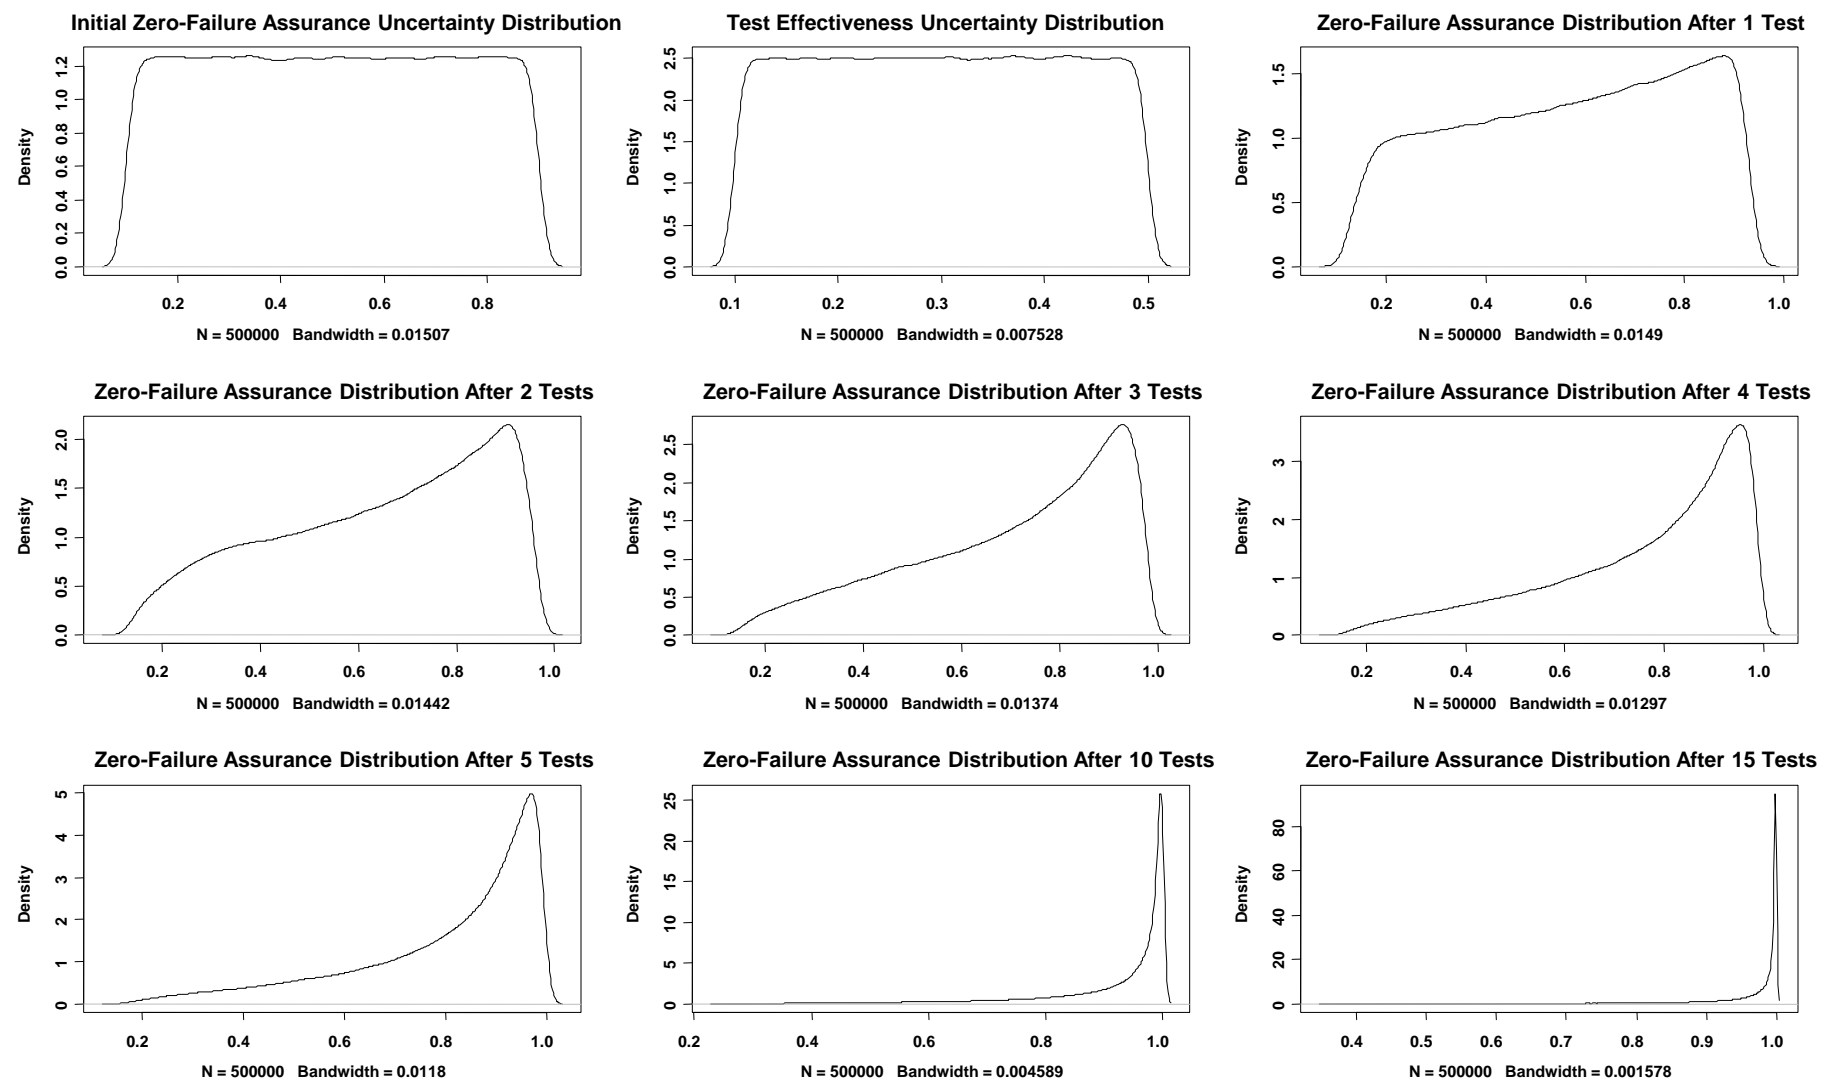 Initial Zero-Failure Assurance Uncertainty Distribution
Density
0.0 0.2 0.4 0.6 0.8 1.0 1.2
0.2 0.4 0.6 0.8
N = 500000 Bandwidth = 0.01507
Test Effectiveness Uncertainty Distribution
Density
0.0 0.5 1.0 1.5 2.0 2.5
0.1 0.2 0.3 0.4 0.5
N = 500000 Bandwidth = 0.007528
Zero-Failure Assurance Distribution After 1 Test
Density
0.0 0.5 1.0 1.5
0.2 0.4 0.6 0.8 1.0
N = 500000 Bandwidth = 0.0149
Zero-Failure Assurance Distribution After 2 Tests
Density
0.0 0.5 1.0 1.5 2.0
0.2 0.4 0.6 0.8 1.0
N = 500000 Bandwidth = 0.01442
Zero-Failure Assurance Distribution After 3 Tests
Density
0.0 0.5 1.0 1.5 2.0 2.5
0.2 0.4 0.6 0.8 1.0
N = 500000 Bandwidth = 0.01374
Zero-Failure Assurance Distribution After 4 Tests
Density
0 1 2 3
0.2 0.4 0.6 0.8 1.0
N = 500000 Bandwidth = 0.01297
Zero-Failure Assurance Distribution After 5 Tests
Density
0 1 2 3 4 5
0.2 0.4 0.6 0.8 1.0
N = 500000 Bandwidth = 0.0118
Zero-Failure Assurance Distribution After 10 Tests
Density
0 5 10 15 20 25
0.2 0.4 0.6 0.8 1.0
N = 500000 Bandwidth = 0.004589
Zero-Failure Assurance Distribution After 15 Tests
Density
0 20 40 60 80
0.4 0.5 0.6 0.7 0.8 0.9 1.0
N = 500000 Bandwidth = 0.001578